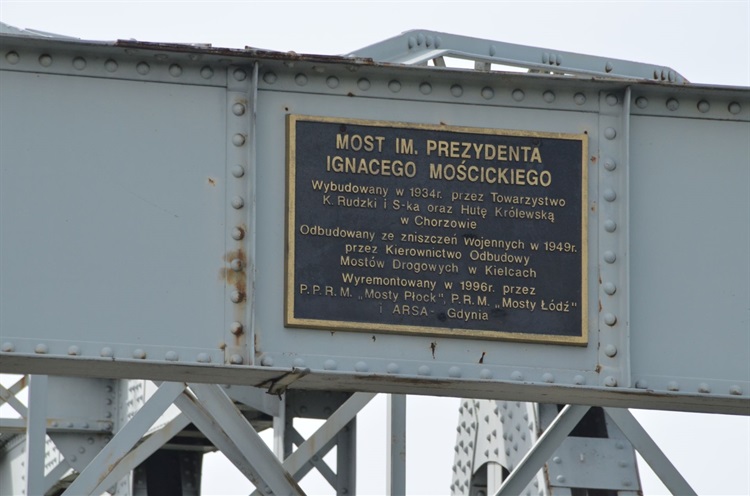 MOST IM. PREZYDENTA
IGNACEGO MOŚCICKIEGO
Wybudowany w 1934r. przez Towarzystwo
K. Rudzki i S-ka oraz Hutę Królewską
w Chorzowie
Odbudowany ze zniszczeń Wojennych w 1949r.
przez Kierownictwo Odbudowy
Mostów Drogowych w Kielcach
Wyremontowany w 1996r. przez
P.P.R.M. „Mosty Płock”, P.R.M. „Mosty Łódź”
i ARSA - Gdynia